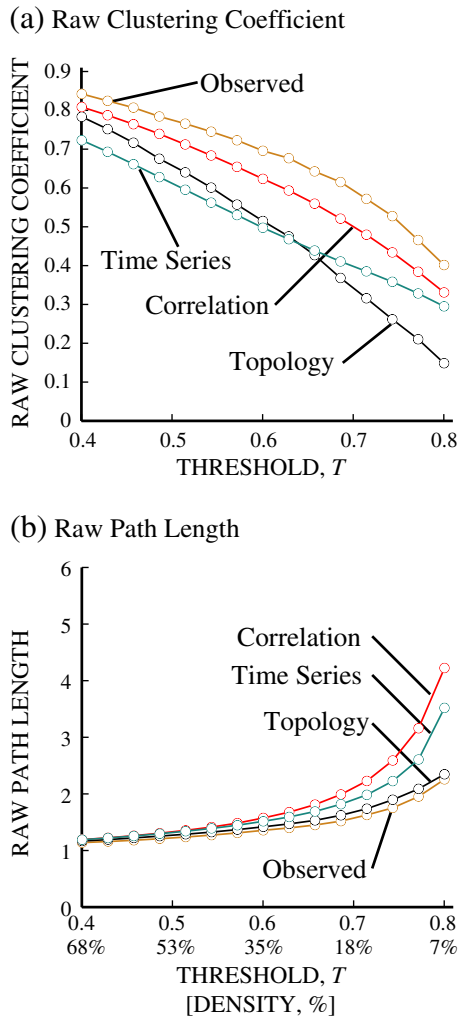 (a) Raw Clustering Coefficient
RAW CLUSTERING COEFFICIENT
0.9
0.8
0.7
0.6
0.5
0.4
0.3
0.2
0.1
0
Observed
Time Series
Correlation
Topology
0.4 0.5 0.6 0.7 0.8
THRESHOLD, T
(b) Raw Path Length
RAW PATH LENGTH
6
5
4
3
2
1
0
Correlation
Time Series
Topology
Observed
0.4 0.5 0.6 0.7 0.8
68% 53% 35% 18% 7%
THRESHOLD, T
[DENSITY, %]